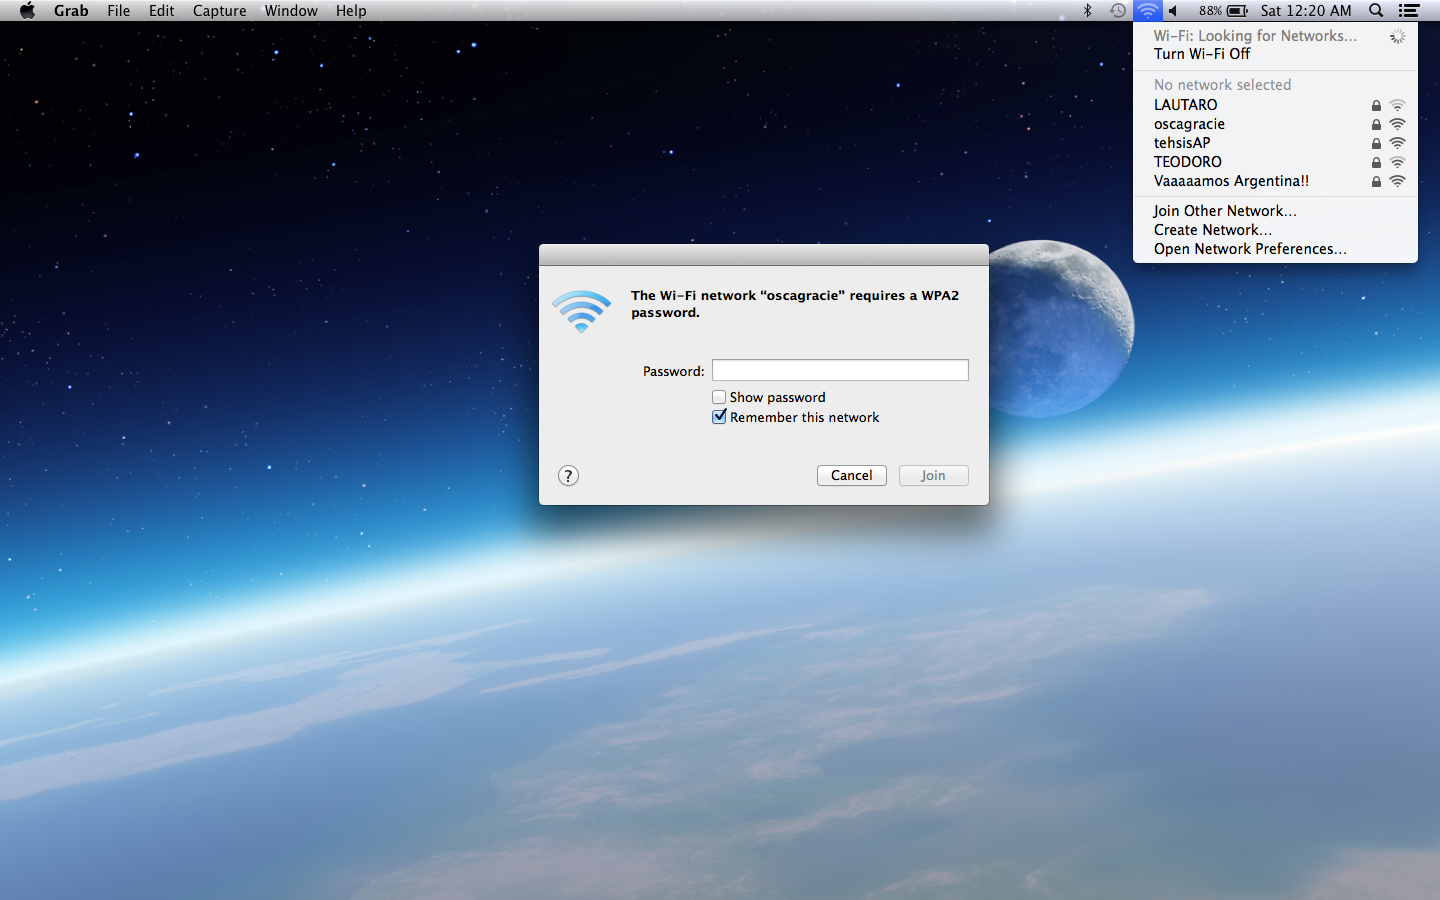 Grab File Edit Capture Window Help 88% Sat 12:20 AM
Wi-Fi: Looking for Networks...
Turn Wi-Fi Off
No network selected
LAUTARO
oscagracie
tehsisAP
TEODORO
Vaaaaamos Argentina!!
Join Other Network...
Create Network...
Open Network Preferences...
The Wi-Fi network “oscagracie” requires a WPA2
password.
Password:
Show password
Remember this network
? Cancel Join